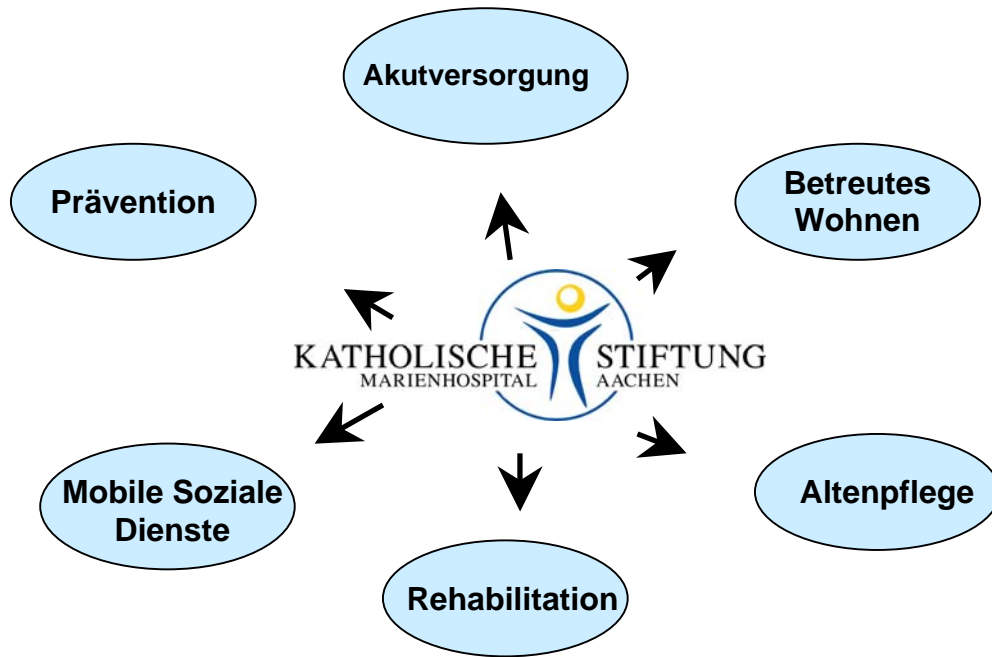 Akutversorgung
Prävention
Betreutes
Wohnen
KATHOLISCHE STIFTUNG
MARIENHOSPITAL AACHEN
Mobile Soziale
Dienste
Altenpflege
Rehabilitation